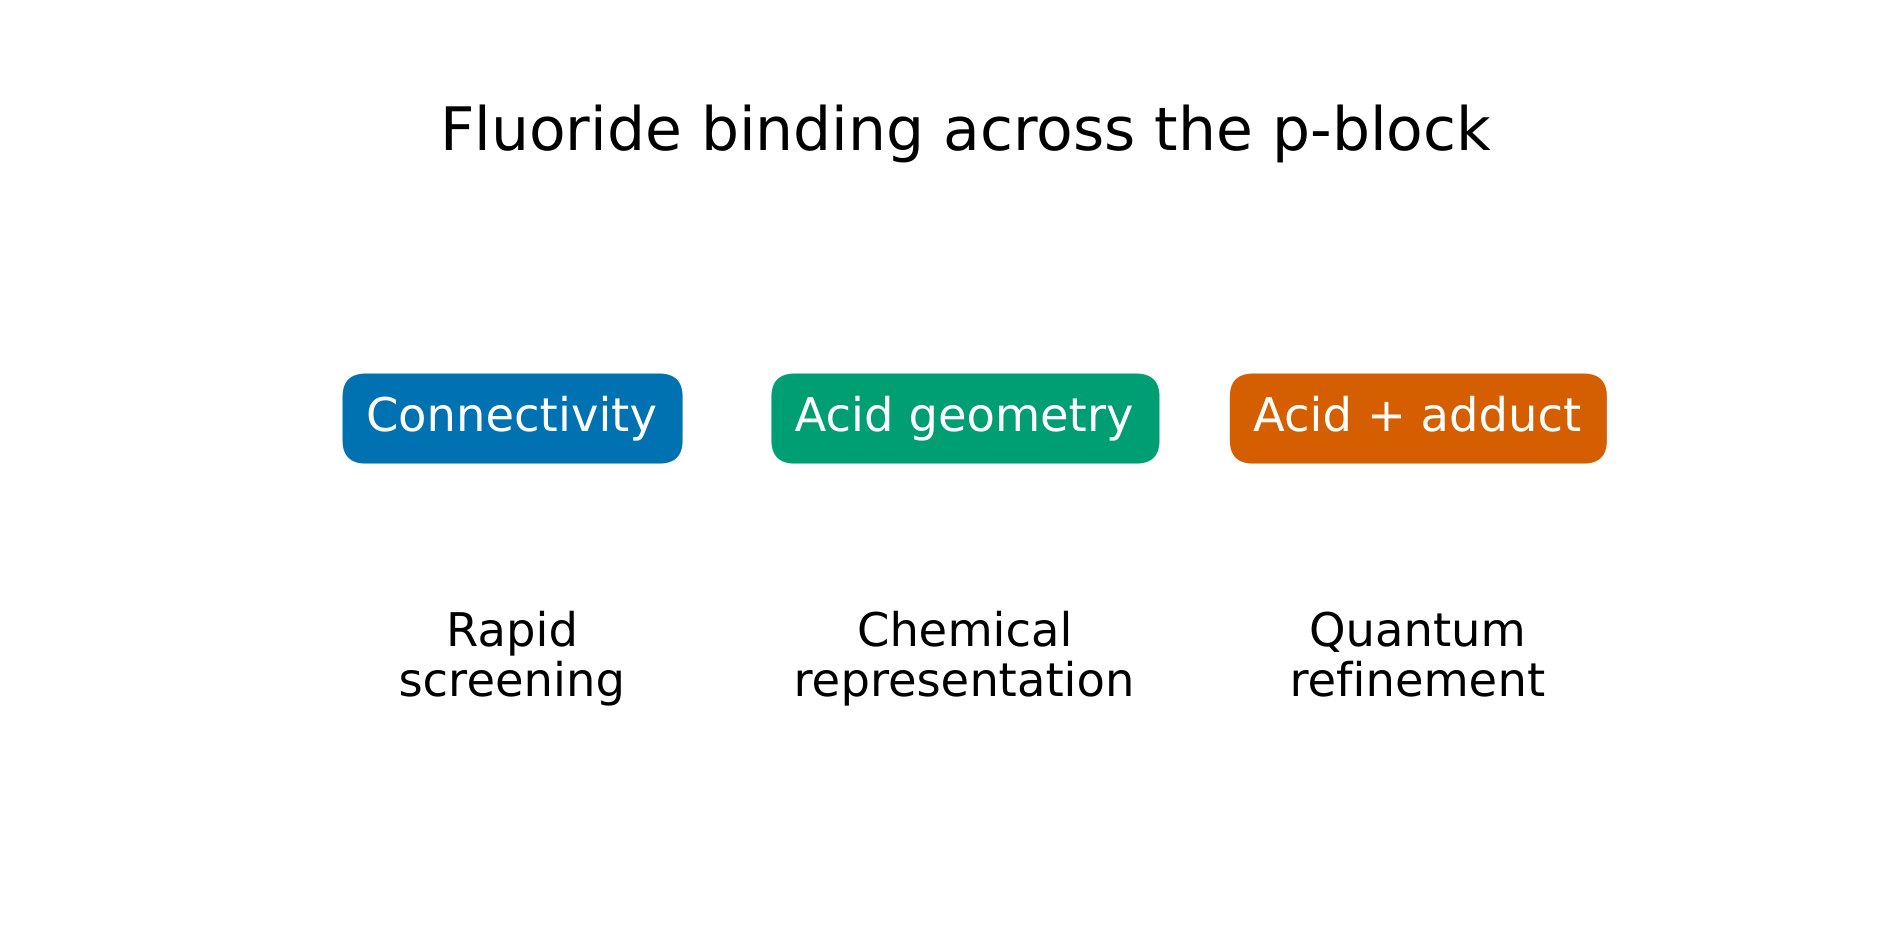 Fluoride binding across the p-block
Connectivity
Acid geometry
Acid + adduct
Rapid
screening
Chemical
representation
Quantum
refinement